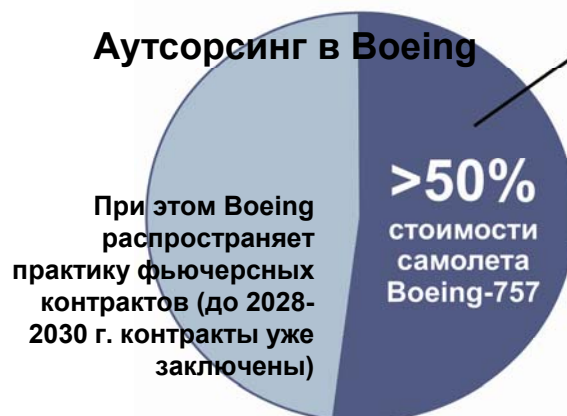 Аутсорсинг в Boeing
При этом Boeing
распространяет
практику фьючерсных
контрактов (до 2028-
2030 г. контракты уже
заключены)
>50%
стоимости
самолета
Boeing-757